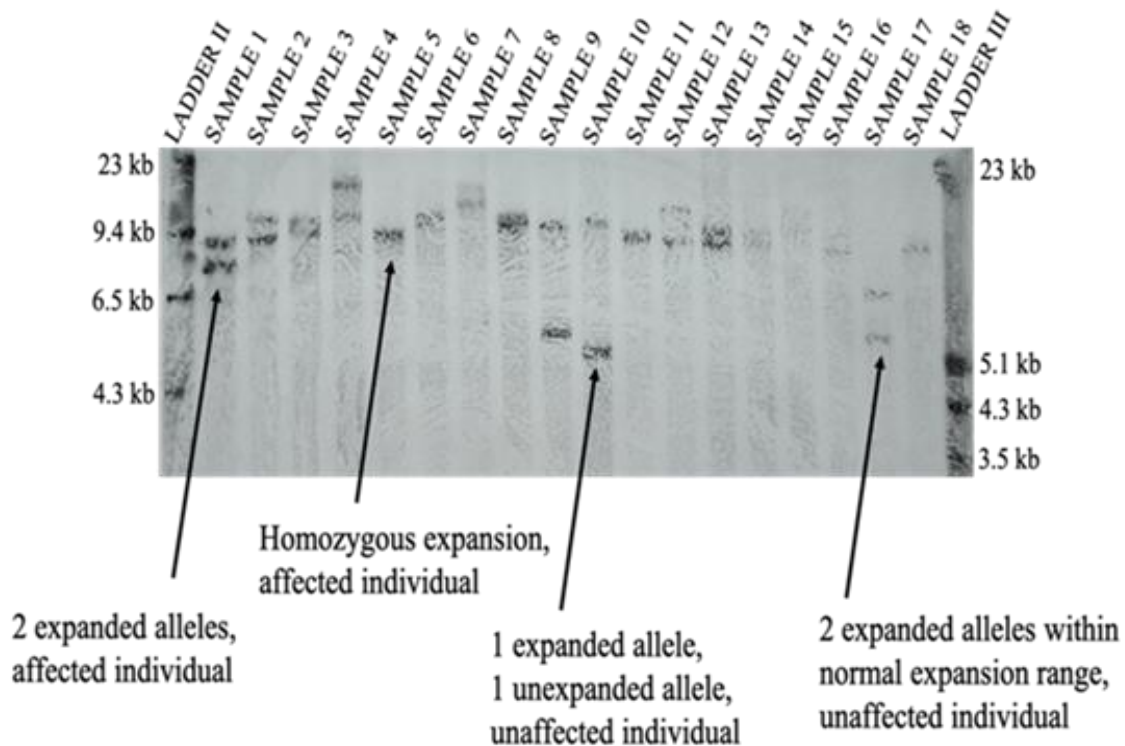 LADDER II
SAMPLE 1
SAMPLE 2
SAMPLE 3
SAMPLE 4
SAMPLE 5
SAMPLE 6
SAMPLE 7
SAMPLE 8
SAMPLE 9
SAMPLE 10
SAMPLE 11
SAMPLE 12
SAMPLE 13
SAMPLE 14
SAMPLE 15
SAMPLE 16
SAMPLE 17
SAMPLE 18
LADDER III
23 kb
9.4 kb
6.5 kb
4.3 kb
23 kb
5.1 kb
4.3 kb
3.5 kb
2 expanded alleles,
affected individual
Homozygous expansion,
affected individual
1 expanded allele,
1 unexpanded allele,
unaffected individual
2 expanded alleles within
normal expansion range,
unaffected individual